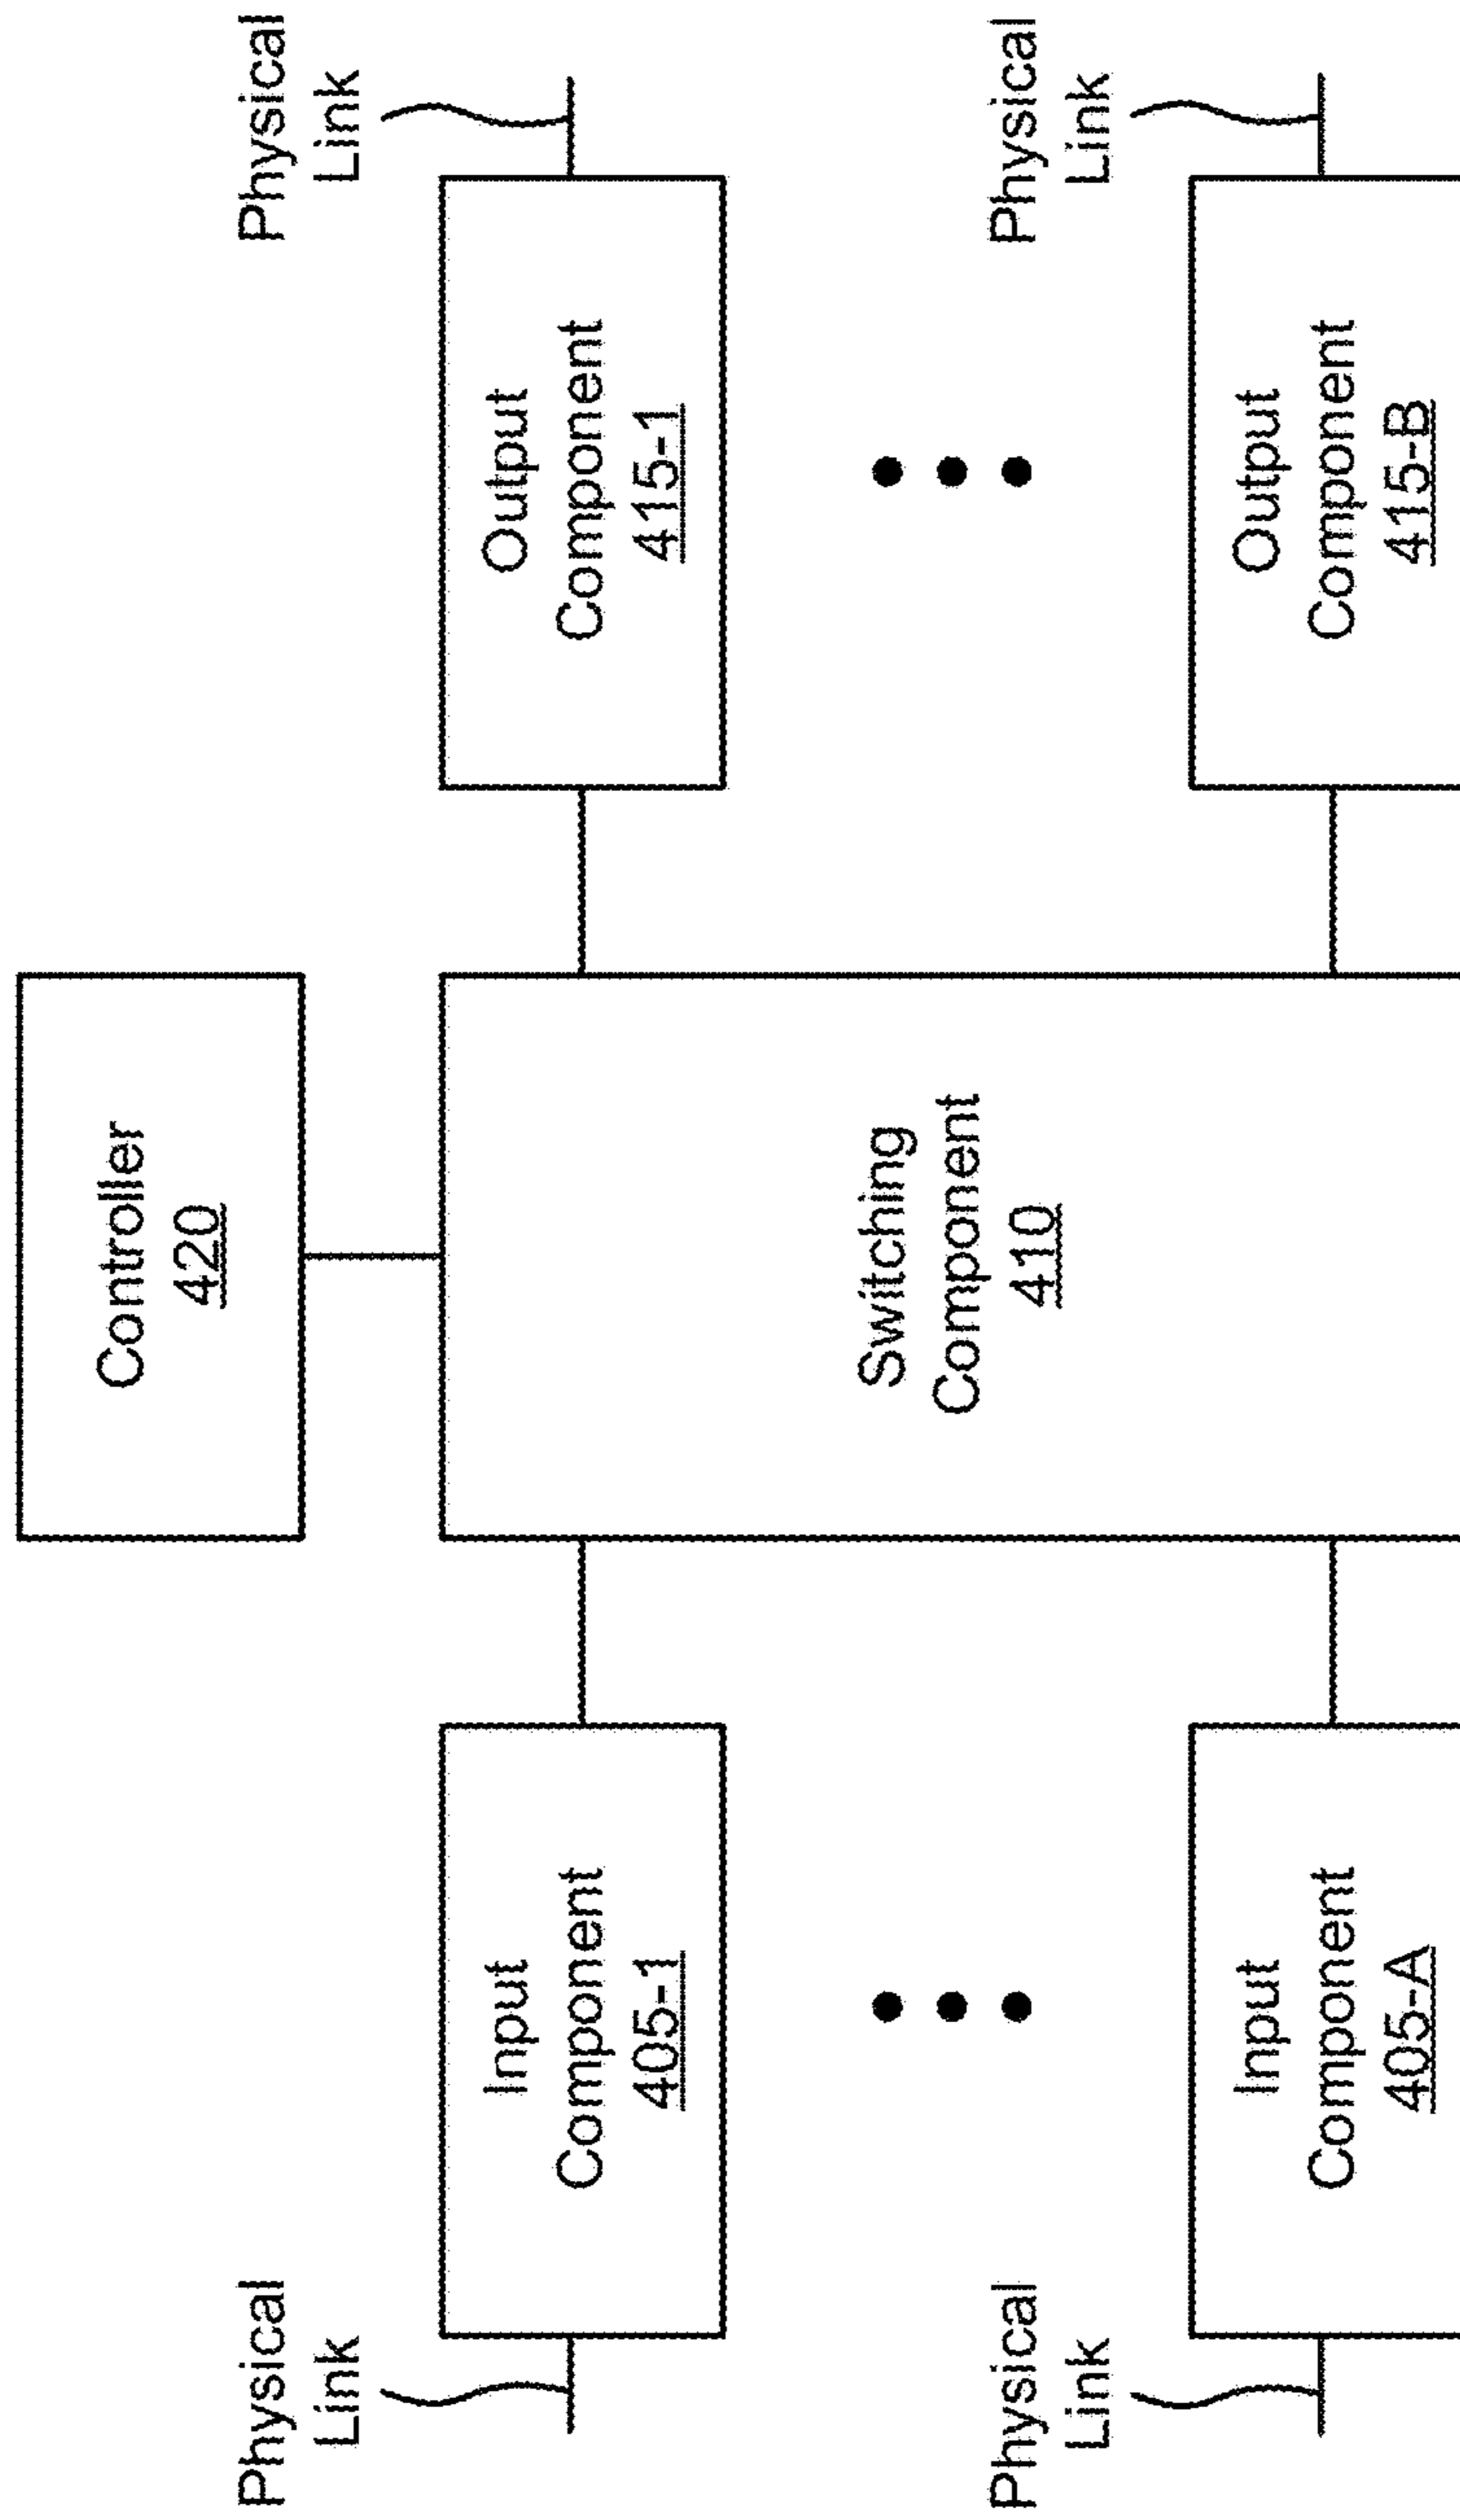 Controller
420
Physical
Link
Physical
Link
Input
Component
405-1
Switching
Component
410
Output
Component
415-1
Physical
Link
Physical
Link
Input
Component
405-A
Output
Component
415-B